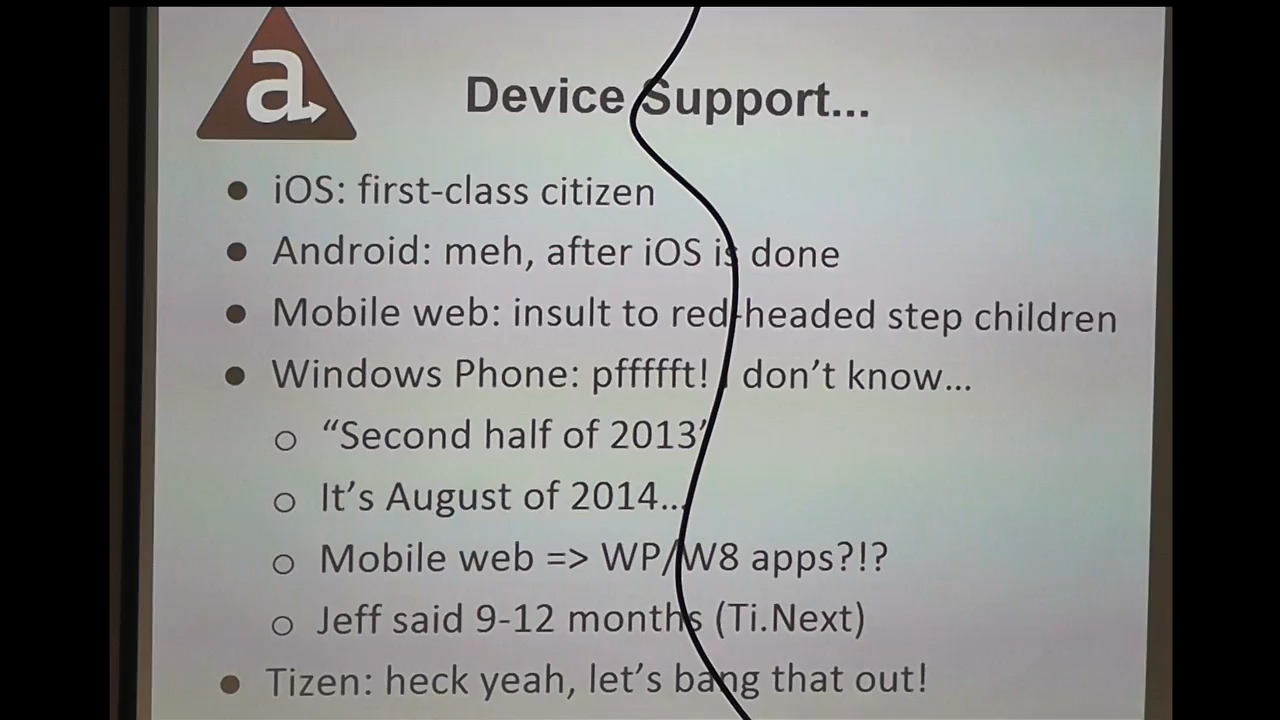 a
Device Support...
● iOS: first-class citizen
● Android: meh, after iOS is done
● Mobile web: insult to red-headed step children
● Windows Phone: pffffft! I don’t know...
○ “Second half of 2013”
○ It’s August of 2014...
○ Mobile web => WP/W8 apps?!?
○ Jeff said 9-12 months (Ti.Next)
● Tizen: heck yeah, let’s bang that out!